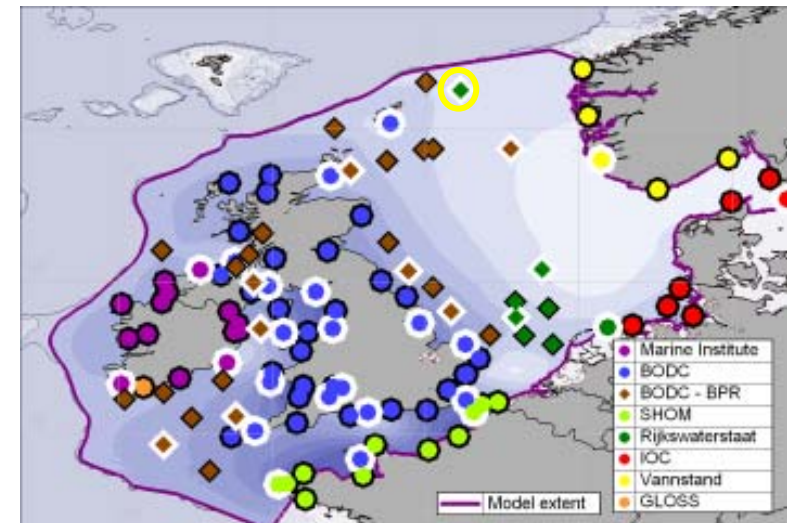 Marine Institute
BODC
BODC - BPR
SHOM
Rijkswaterstaat
IOC
Vannstand
GLOSS
Model extent